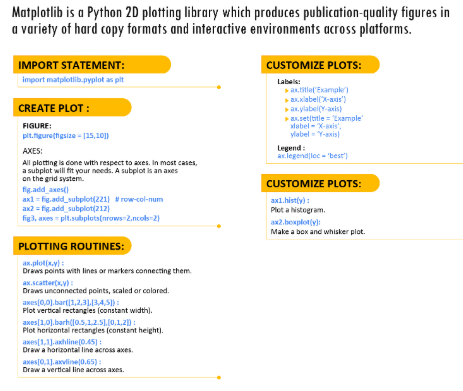 Matplotlib is a Python 2D plotting library which produces publication-quality figures in
a variety of hard copy formats and interactive environments across platforms.
IMPORT STATEMENT:
import matplotlib.pyplot as plt
CREATE PLOT :
FIGURE:
plt.figure(figsize = [15,10])
AXES:
All plotting is done with respect to axes. In most cases,
a subplot will fit your needs. A subplot is an axes
on the grid system.
fig.add_axes()
ax1 = fig.add_subplot(221) # row-col-num
ax2 = fig.add_subplot(212)
fig3, axes = plt.subplots(nrows=2,ncols=2)
PLOTTING ROUTINES:
ax.plot(x,y) :
Draws points with lines or markers connecting them.
ax.scatter(x,y) :
Draws unconnected points, scaled or colored.
axes[0,0].bar([1,2,3],[3,4,5]) :
Plot vertical rectangles (constant width).
axes[1,0].barh([0.5,1,2.5],[0,1,2]) :
Plot horizontal rectangles (constant height).
axes[1,1].axhline(0.45) :
Draw a horizontal line across axes.
axes[0,1].axvline(0.65) :
Draw a vertical line across axes.
CUSTOMIZE PLOTS:
Labels:
ax.title('Example')
ax.xlabel('X-axis')
ax.ylabel(Y-axis)
ax.set(title = 'Example'
xlabel = 'X-axis',
ylabel = 'Y-axis)
Legend :
ax.legend(loc = 'best')
CUSTOMIZE PLOTS:
ax1.hist(y) :
Plot a histogram.
ax2.boxplot(y):
Make a box and whisker plot.